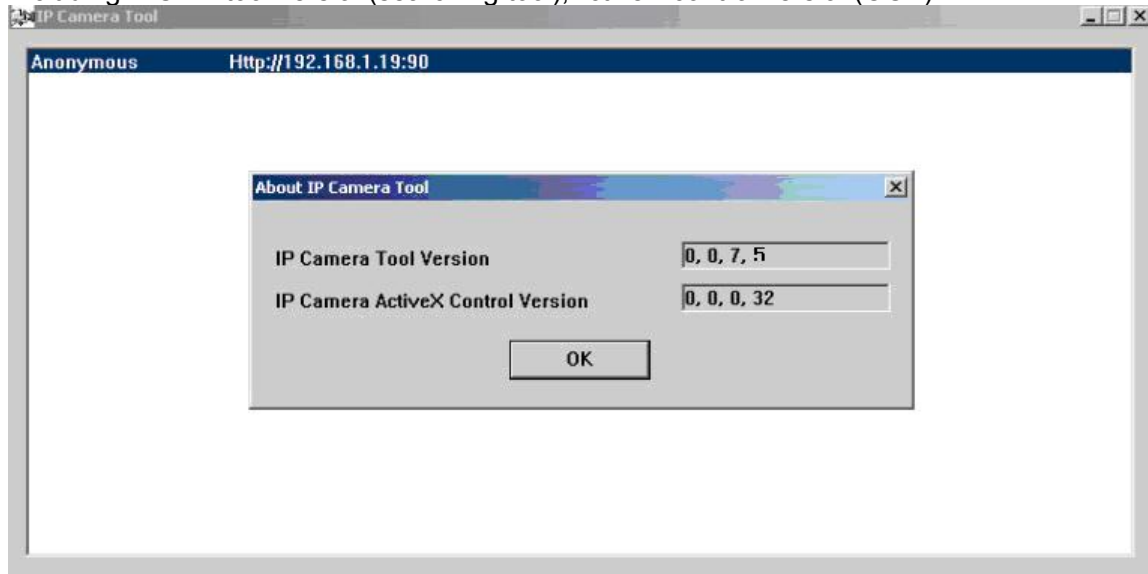 IP Camera Tool
Anonymous Http://192.168.1.19:90
About IP Camera Tool
IP Camera Tool Version 0, 0, 7, 5
IP Camera ActiveX Control Version 0, 0, 0, 32
OK